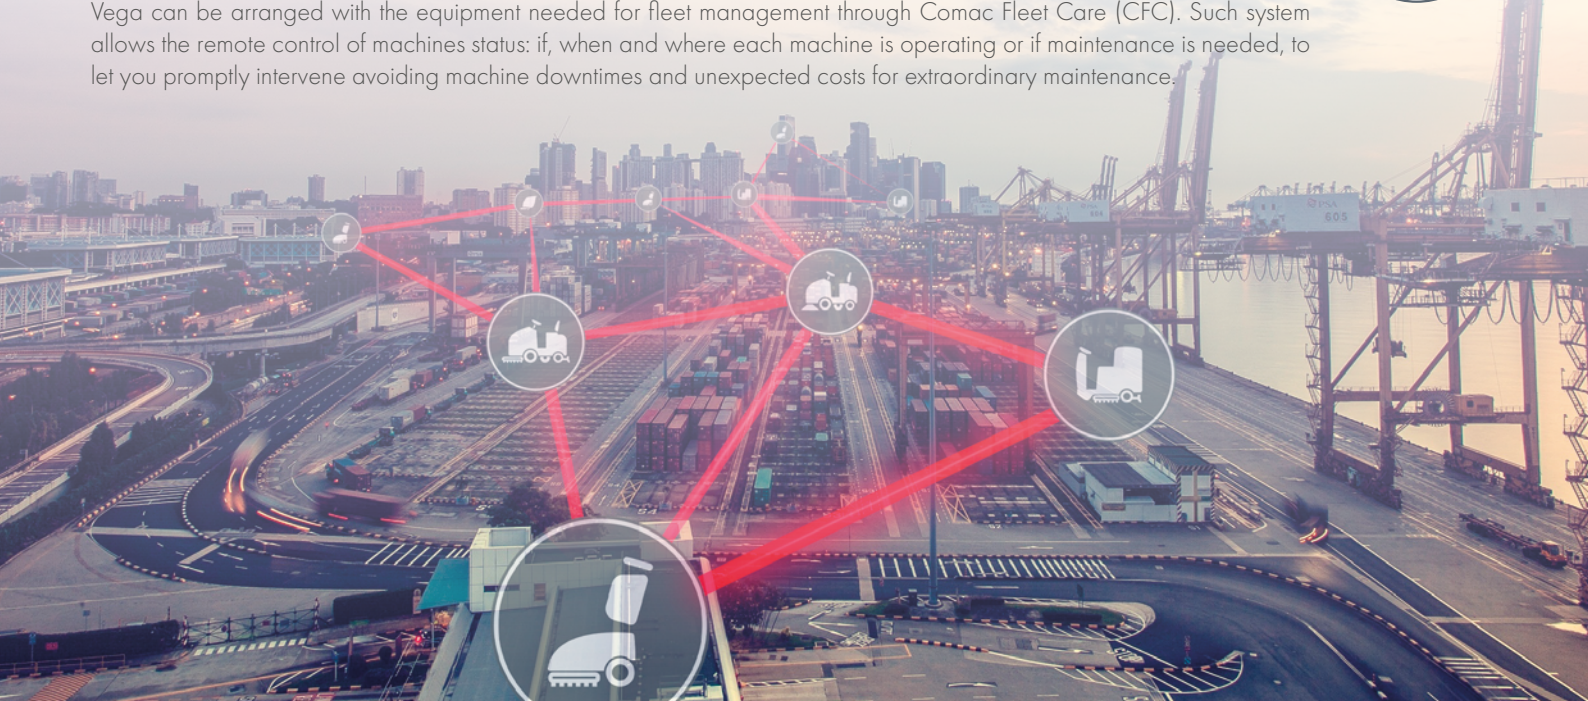 Vega can be arranged with the equipment needed for fleet management through Comac Fleet Care (CFC). Such system
allows the remote control of machines status: if, when and where each machine is operating or if maintenance is needed, to
let you promptly intervene avoiding machine downtimes and unexpected costs for extraordinary maintenance.
PSA
605